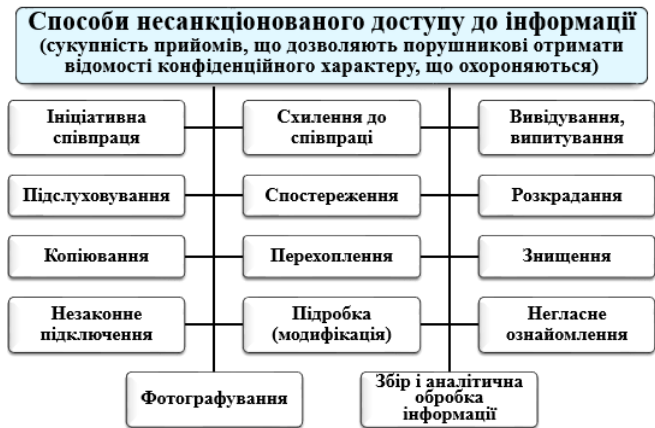 Способи несанкціонованого доступу до інформації
(сукупність прийомів, що дозволяють порушникові отримати
відомості конфіденційного характеру, що охороняються)
Ініціативна
співпраця
Схилення до
співпраці
Вивідування,
випитування
Підслуховування
Спостереження
Розкрадання
Копіювання
Перехоплення
Знищення
Незаконне
підключення
Підробка
(модифікація)
Негласне
ознайомлення
Фотографування
Збір і аналітична
обробка
інформації